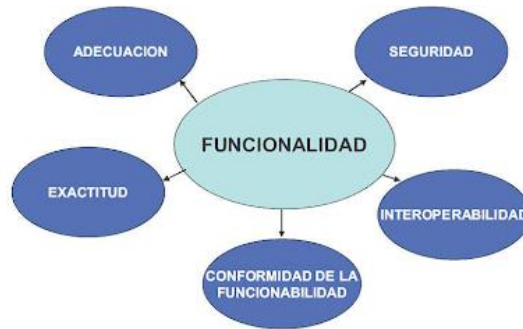 ADECUACION
SEGURIDAD
FUNCIONALIDAD
EXACTITUD
INTEROPERABILIDAD
CONFORMIDAD DE LA
FUNCIONABILIDAD